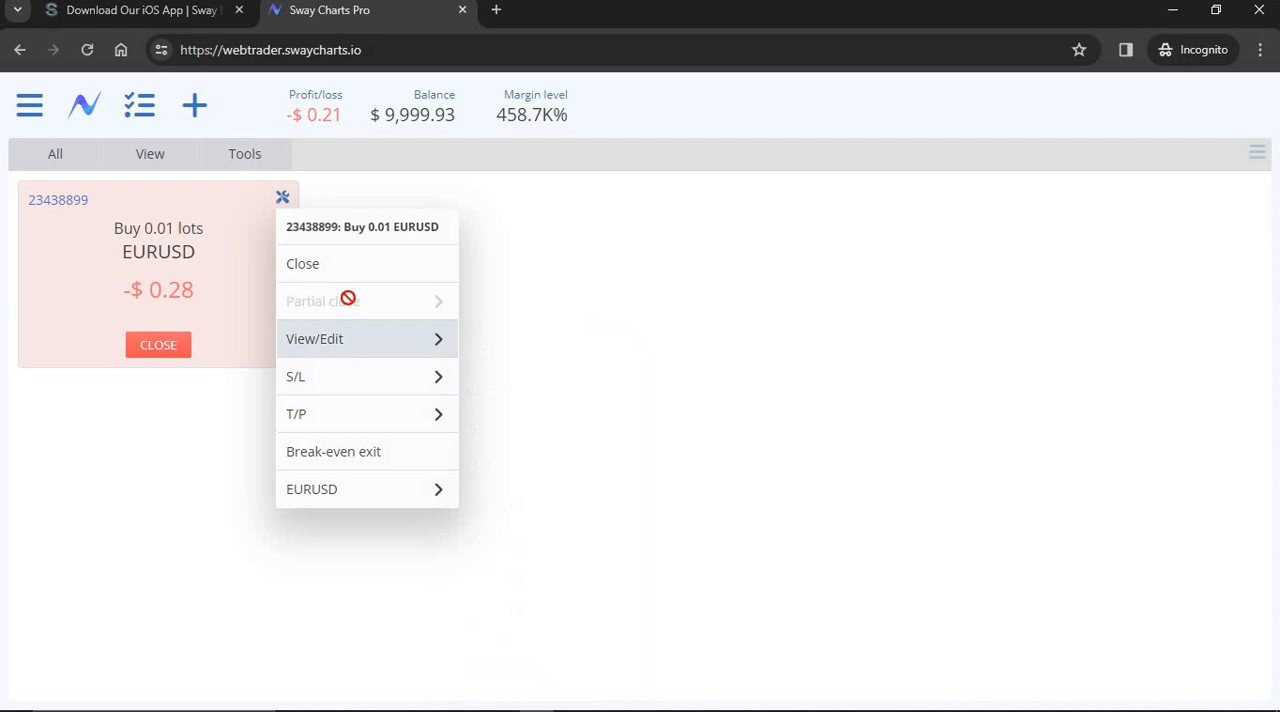 Download Our iOS App | Sway
Sway Charts Pro
https://webtrader.swaycharts.io
Incognito
Profit/loss
-$ 0.21
Balance
$ 9,999.93
Margin level
458.7K%
All
View
Tools
23438899
Buy 0.01 lots
EURUSD
-$ 0.28
CLOSE
23438899: Buy 0.01 EURUSD
Close
Partial close
View/Edit
S/L
T/P
Break-even exit
EURUSD